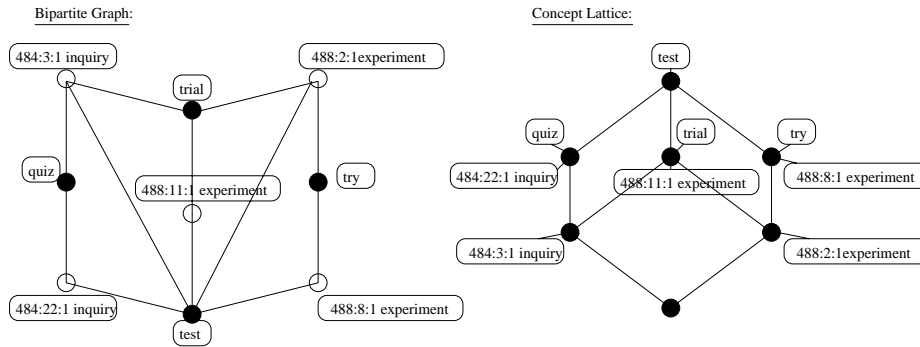 Bipartite Graph:
484:3:1 inquiry
488:2:1experiment
trial
quiz
488:11:1 experiment
try
484:22:1 inquiry
488:8:1 experiment
test
Concept Lattice:
test
quiz
trial
try
484:22:1 inquiry
488:11:1 experiment
488:8:1 experiment
484:3:1 inquiry
488:2:1experiment